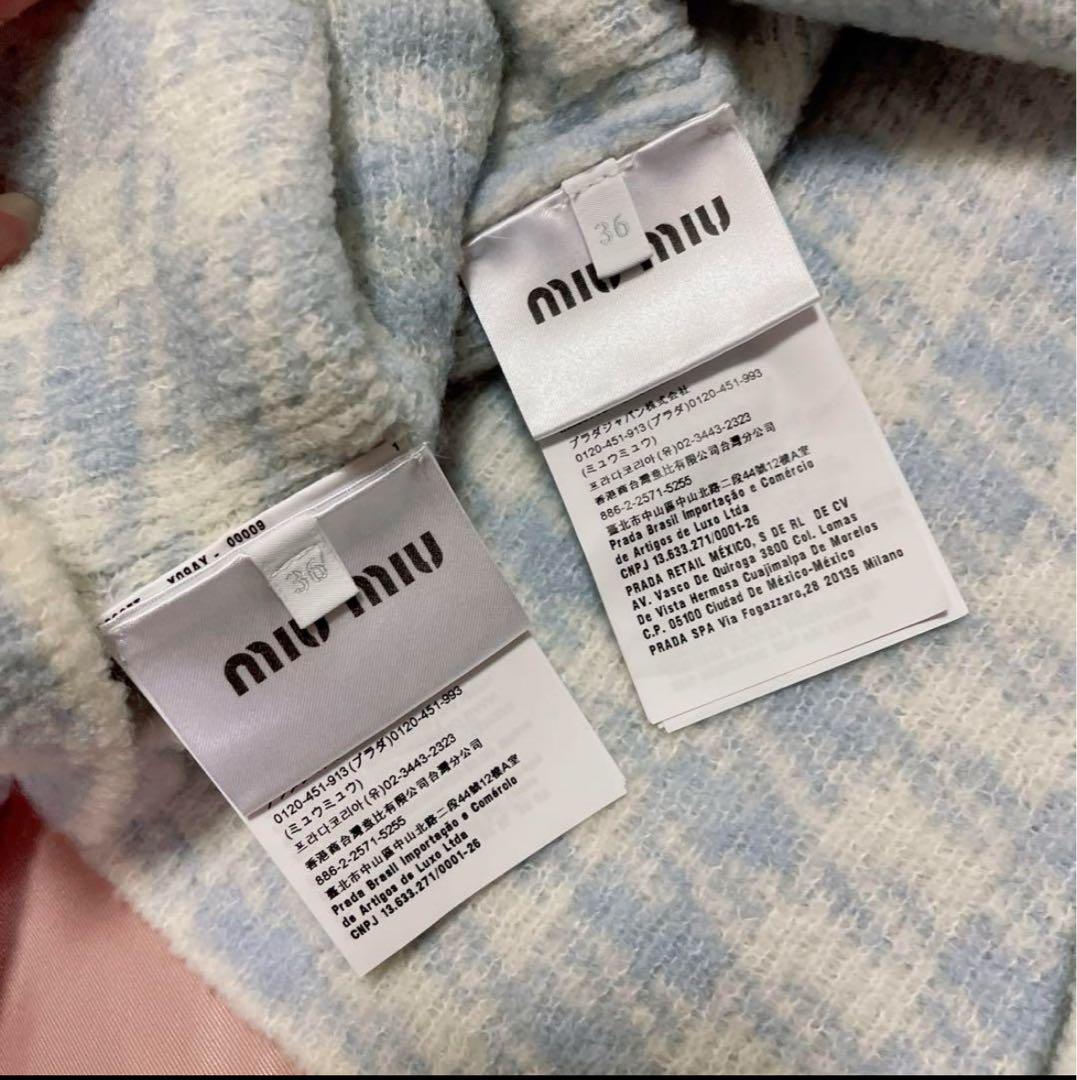 36
miu miu
プラダジャパン株式会社
0120-451-913(プラダ)0120-451-993
(ミュウミュウ)
프라다코리아(유)02-3443-2323
香港商台灣壹比有限公司台灣分公司
886-2-2571-5255
臺北市中山區中山北路二段44號12樓A室
Prada Brasil Importação e Comércio
de Artigos de Luxo Ltda
CNPJ 13.633.271/0001-26
PRADA RETAIL MÉXICO, S DE RL DE CV
AV. Vasco De Quiroga 3800 Col. Lomas
De Vista Hermosa Cuajimalpa De Morelos
C.P. 05100 Ciudad De México-México
PRADA SPA Via Fogazzaro,28 20135 Milano
00009
36
miu miu
0120-451-913(プラダ)0120-451-993
(ミュウミュウ)
프라다코리아(유)02-3443-2323
香港商台灣壹比有限公司台灣分公司
886-2-2571-5255
臺北市中山區中山北路二段44號12樓A室
Prada Brasil Importação e Comércio
de Artigos de Luxo Ltda
CNPJ 13.633.271/0001-26